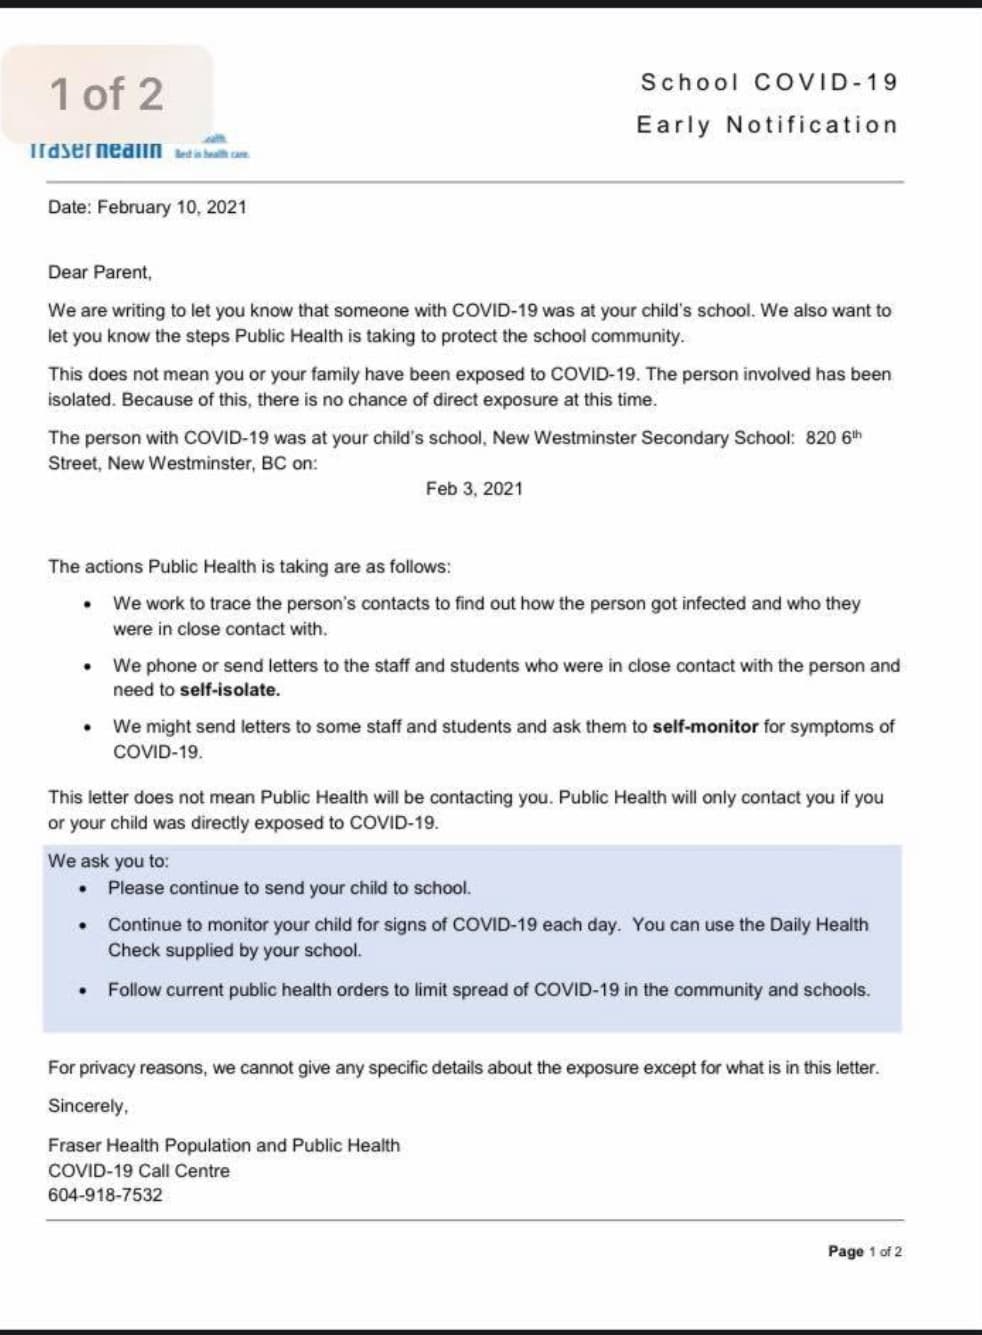 1 of 2
School COVID-19
Early Notification
fraserhealth Best in health care.
Date: February 10, 2021
Dear Parent,
We are writing to let you know that someone with COVID-19 was at your child's school. We also want to
let you know the steps Public Health is taking to protect the school community.
This does not mean you or your family have been exposed to COVID-19. The person involved has been
isolated. Because of this, there is no chance of direct exposure at this time.
The person with COVID-19 was at your child's school, New Westminster Secondary School: 820 6th
Street, New Westminster, BC on:
Feb 3, 2021
The actions Public Health is taking are as follows:
• We work to trace the person's contacts to find out how the person got infected and who they
were in close contact with.
• We phone or send letters to the staff and students who were in close contact with the person and
need to self-isolate.
• We might send letters to some staff and students and ask them to self-monitor for symptoms of
COVID-19.
This letter does not mean Public Health will be contacting you. Public Health will only contact you if you
or your child was directly exposed to COVID-19.
We ask you to:
• Please continue to send your child to school.
• Continue to monitor your child for signs of COVID-19 each day. You can use the Daily Health
Check supplied by your school.
• Follow current public health orders to limit spread of COVID-19 in the community and schools.
For privacy reasons, we cannot give any specific details about the exposure except for what is in this letter.
Sincerely,
Fraser Health Population and Public Health
COVID-19 Call Centre
604-918-7532
Page 1 of 2